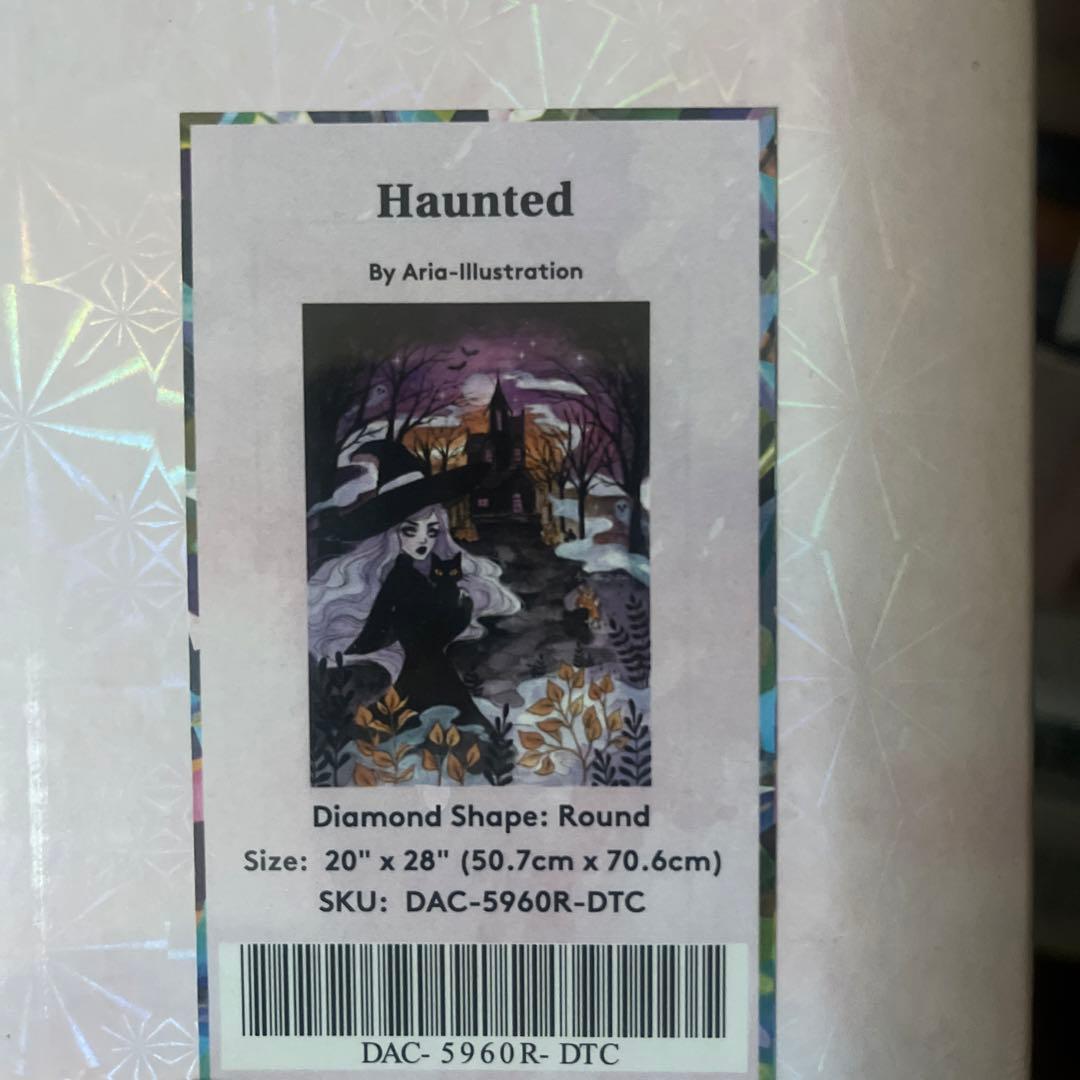 Haunted
By Aria-Illustration
Diamond Shape: Round
Size: 20" x 28" (50.7cm x 70.6cm)
SKU: DAC-5960R-DTC
DAC- 5960R- DTC